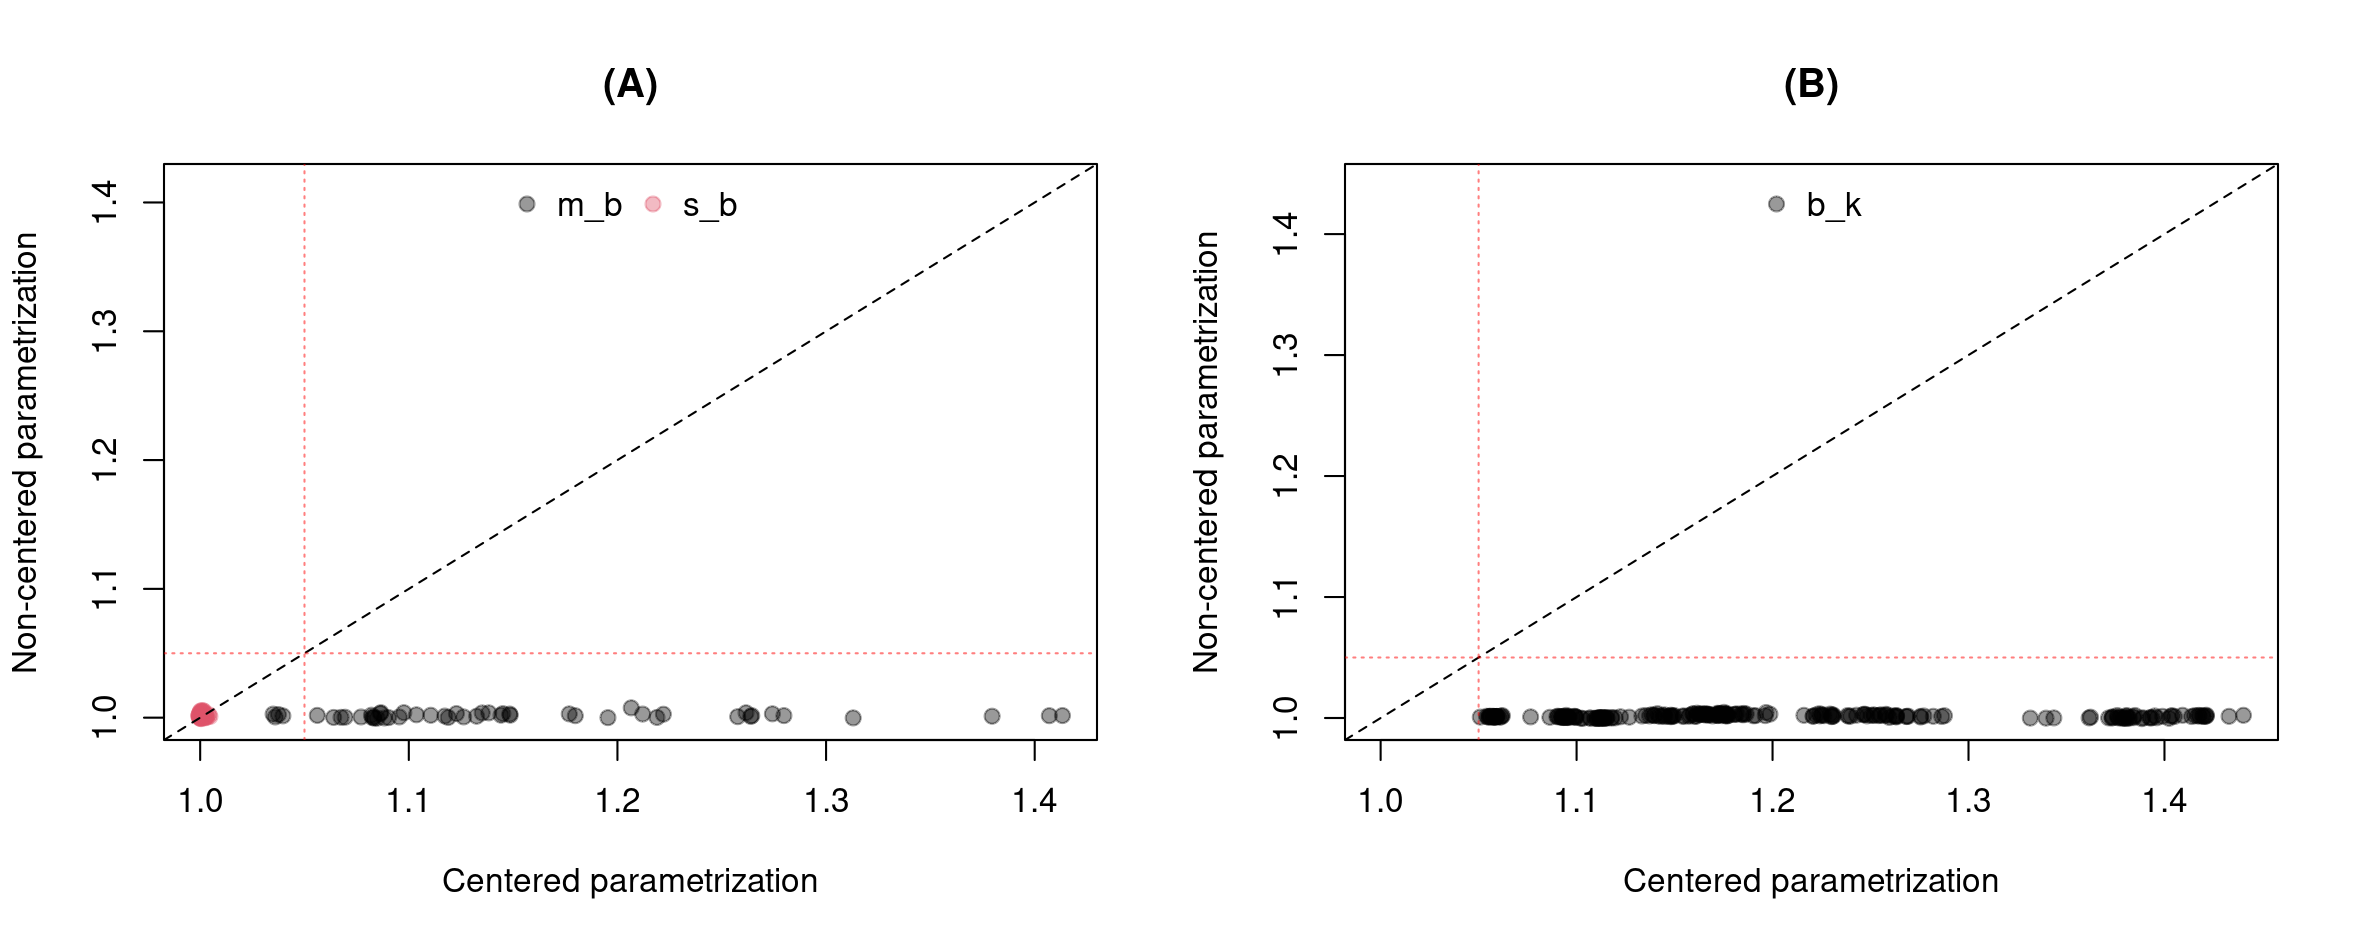 (A)
m_b s_b
Non-centered parametrization
1.4
1.3
1.2
1.1
1.0
1.0 1.1 1.2 1.3 1.4
Centered parametrization
(B)
b_k
Non-centered parametrization
1.4
1.3
1.2
1.1
1.0
1.0 1.1 1.2 1.3 1.4
Centered parametrization